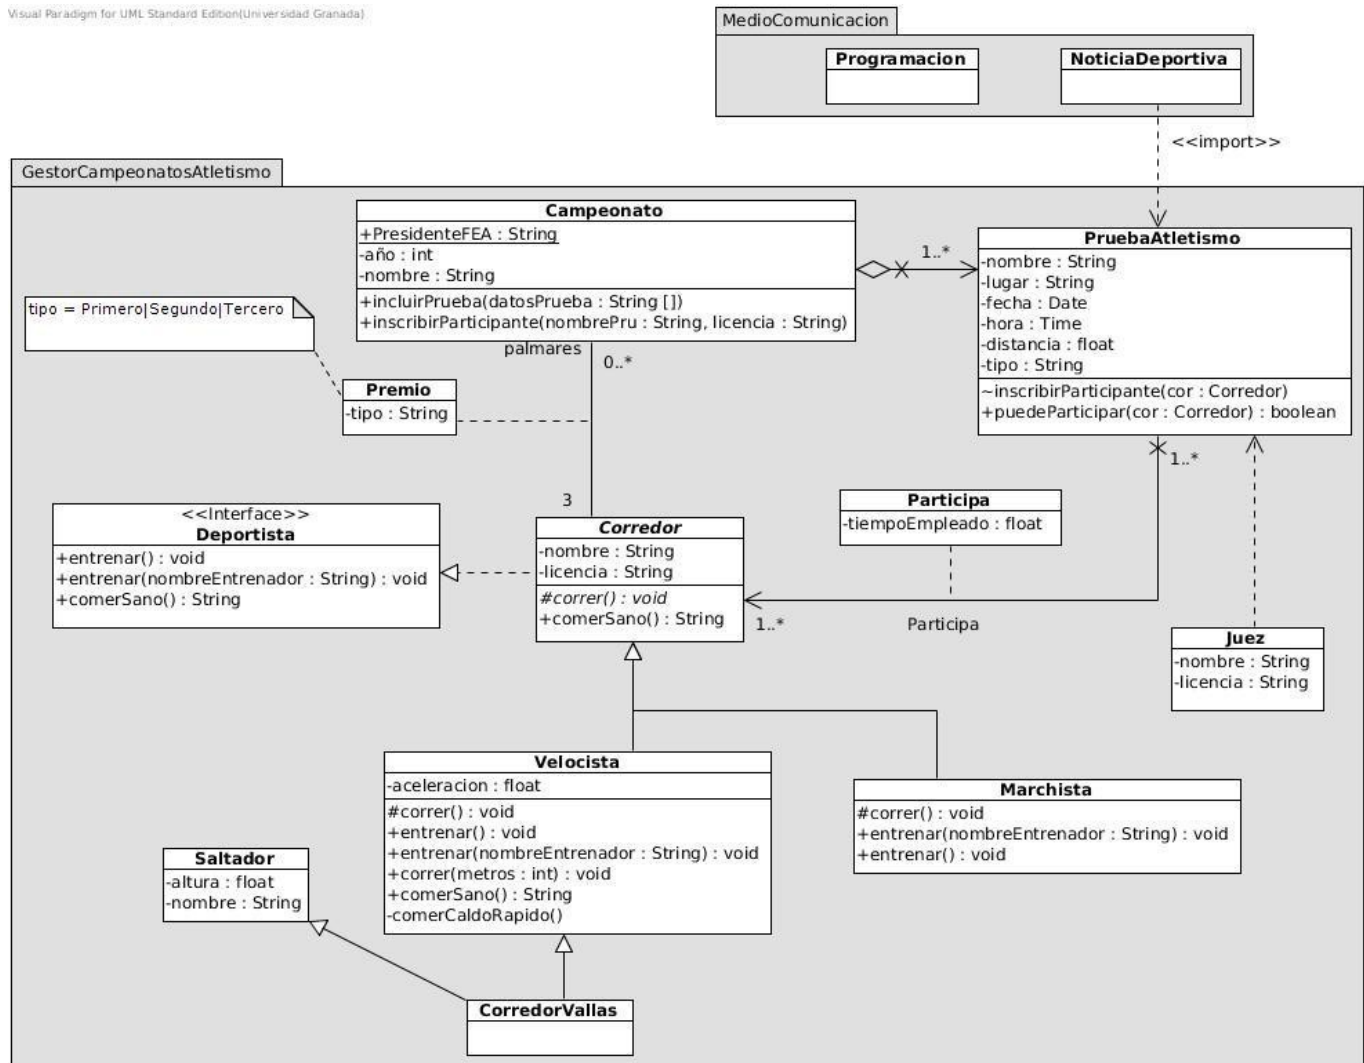 Visual Paradigm for UML Standard Edition(Universidad Granada)
MedioComunicacion
Programacion
NoticiaDeportiva
<<import>>
GestorCampeonatosAtletismo
Campeonato
+PresidenteFEA : String
-año : int
-nombre : String
+incluirPrueba(datosPrueba : String [])
+inscribirParticipante(nombrePru : String, licencia : String)
1..*
PruebaAtletismo
-nombre : String
-lugar : String
-fecha : Date
-hora : Time
-distancia : float
-tipo : String
~inscribirParticipante(cor : Corredor)
+puedeParticipar(cor : Corredor) : boolean
tipo = Primero|Segundo|Tercero
palmares
0..*
Premio
-tipo : String
1..*
3
Participa
-tiempoEmpleado : float
<<Interface>>
Deportista
+entrenar() : void
+entrenar(nombreEntrenador : String) : void
+comerSano() : String
Corredor
-nombre : String
-licencia : String
#correr() : void
+comerSano() : String
1..*
Participa
Juez
-nombre : String
-licencia : String
Velocista
-aceleracion : float
#correr() : void
+entrenar() : void
+entrenar(nombreEntrenador : String) : void
+correr(metros : int) : void
+comerSano() : String
-comerCaldoRapido()
Marchista
#correr() : void
+entrenar(nombreEntrenador : String) : void
+entrenar() : void
Saltador
-altura : float
-nombre : String
CorredorVallas